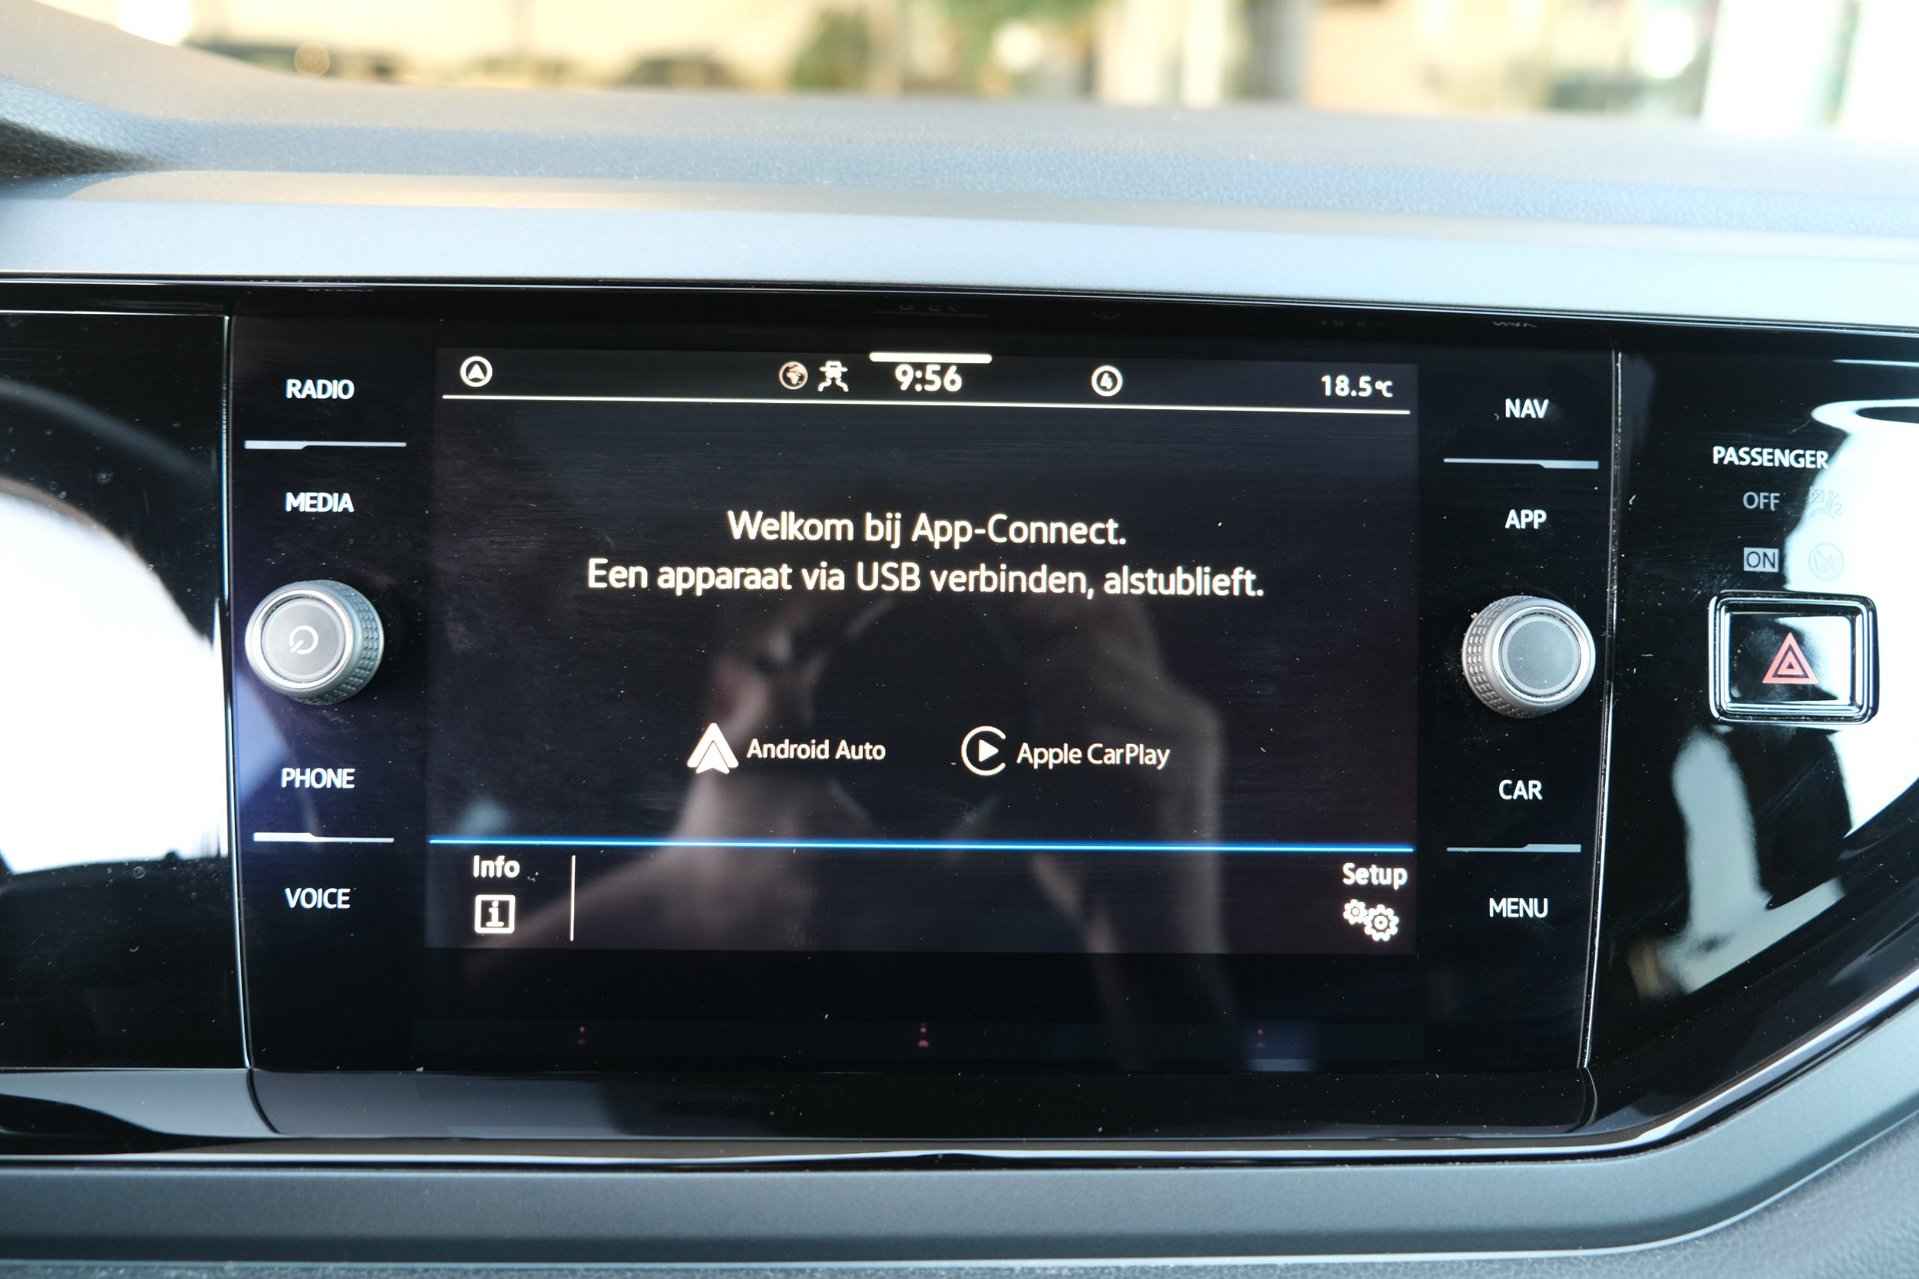 9:56
4
18.5°C
RADIO
NAV
PASSENGER
MEDIA
OFF
APP
Welkom bij App-Connect.
ON
Een apparaat via USB verbinden, alstublieft.
Android Auto
Apple CarPlay
PHONE
CAR
Info
Setup
VOICE
MENU